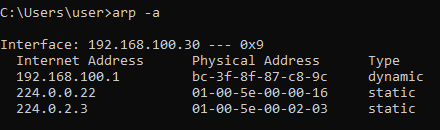 C:\Users\user>arp -a
Interface: 192.168.100.30 --- 0x9
Internet Address Physical Address Type
192.168.100.1 bc-3f-8f-87-c8-9c dynamic
224.0.0.22 01-00-5e-00-00-16 static
224.0.2.3 01-00-5e-00-02-03 static